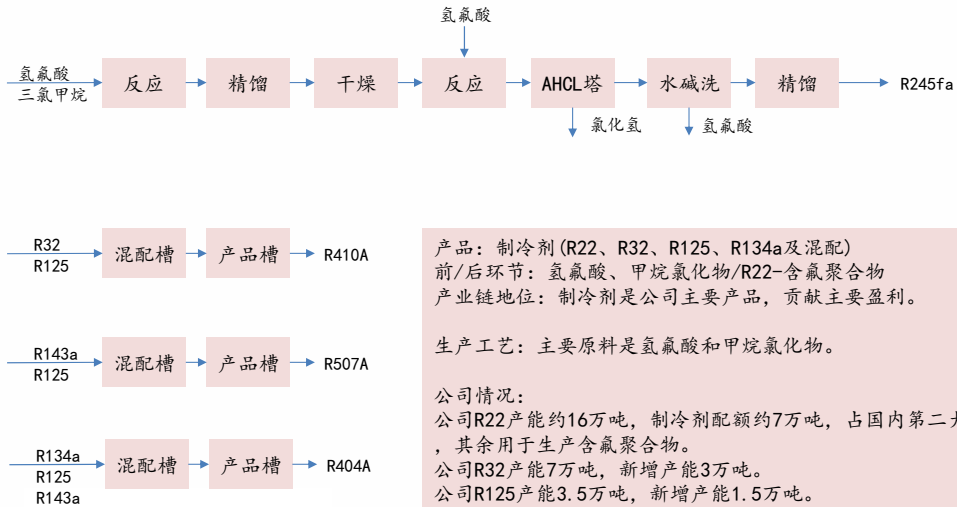 氢氟酸
氢氟酸
三氯甲烷
反应
精馏
干燥
反应
AHCL塔
水碱洗
精馏
R245fa
氯化氢
氢氟酸
R32
R125
混配槽
产品槽
R410A
R143a
R125
混配槽
产品槽
R507A
R134a
R125
R143a
混配槽
产品槽
R404A
产品：制冷剂(R22、R32、R125、R134a及混配)
前/后环节：氢氟酸、甲烷氯化物/R22-含氟聚合物
产业链地位：制冷剂是公司主要产品，贡献主要盈利。
生产工艺：主要原料是氢氟酸和甲烷氯化物。
公司情况：
公司R22产能约16万吨，制冷剂配额约7万吨，占国内第二大
，其余用于生产含氟聚合物。
公司R32产能7万吨，新增产能3万吨。
公司R125产能3.5万吨，新增产能1.5万吨。